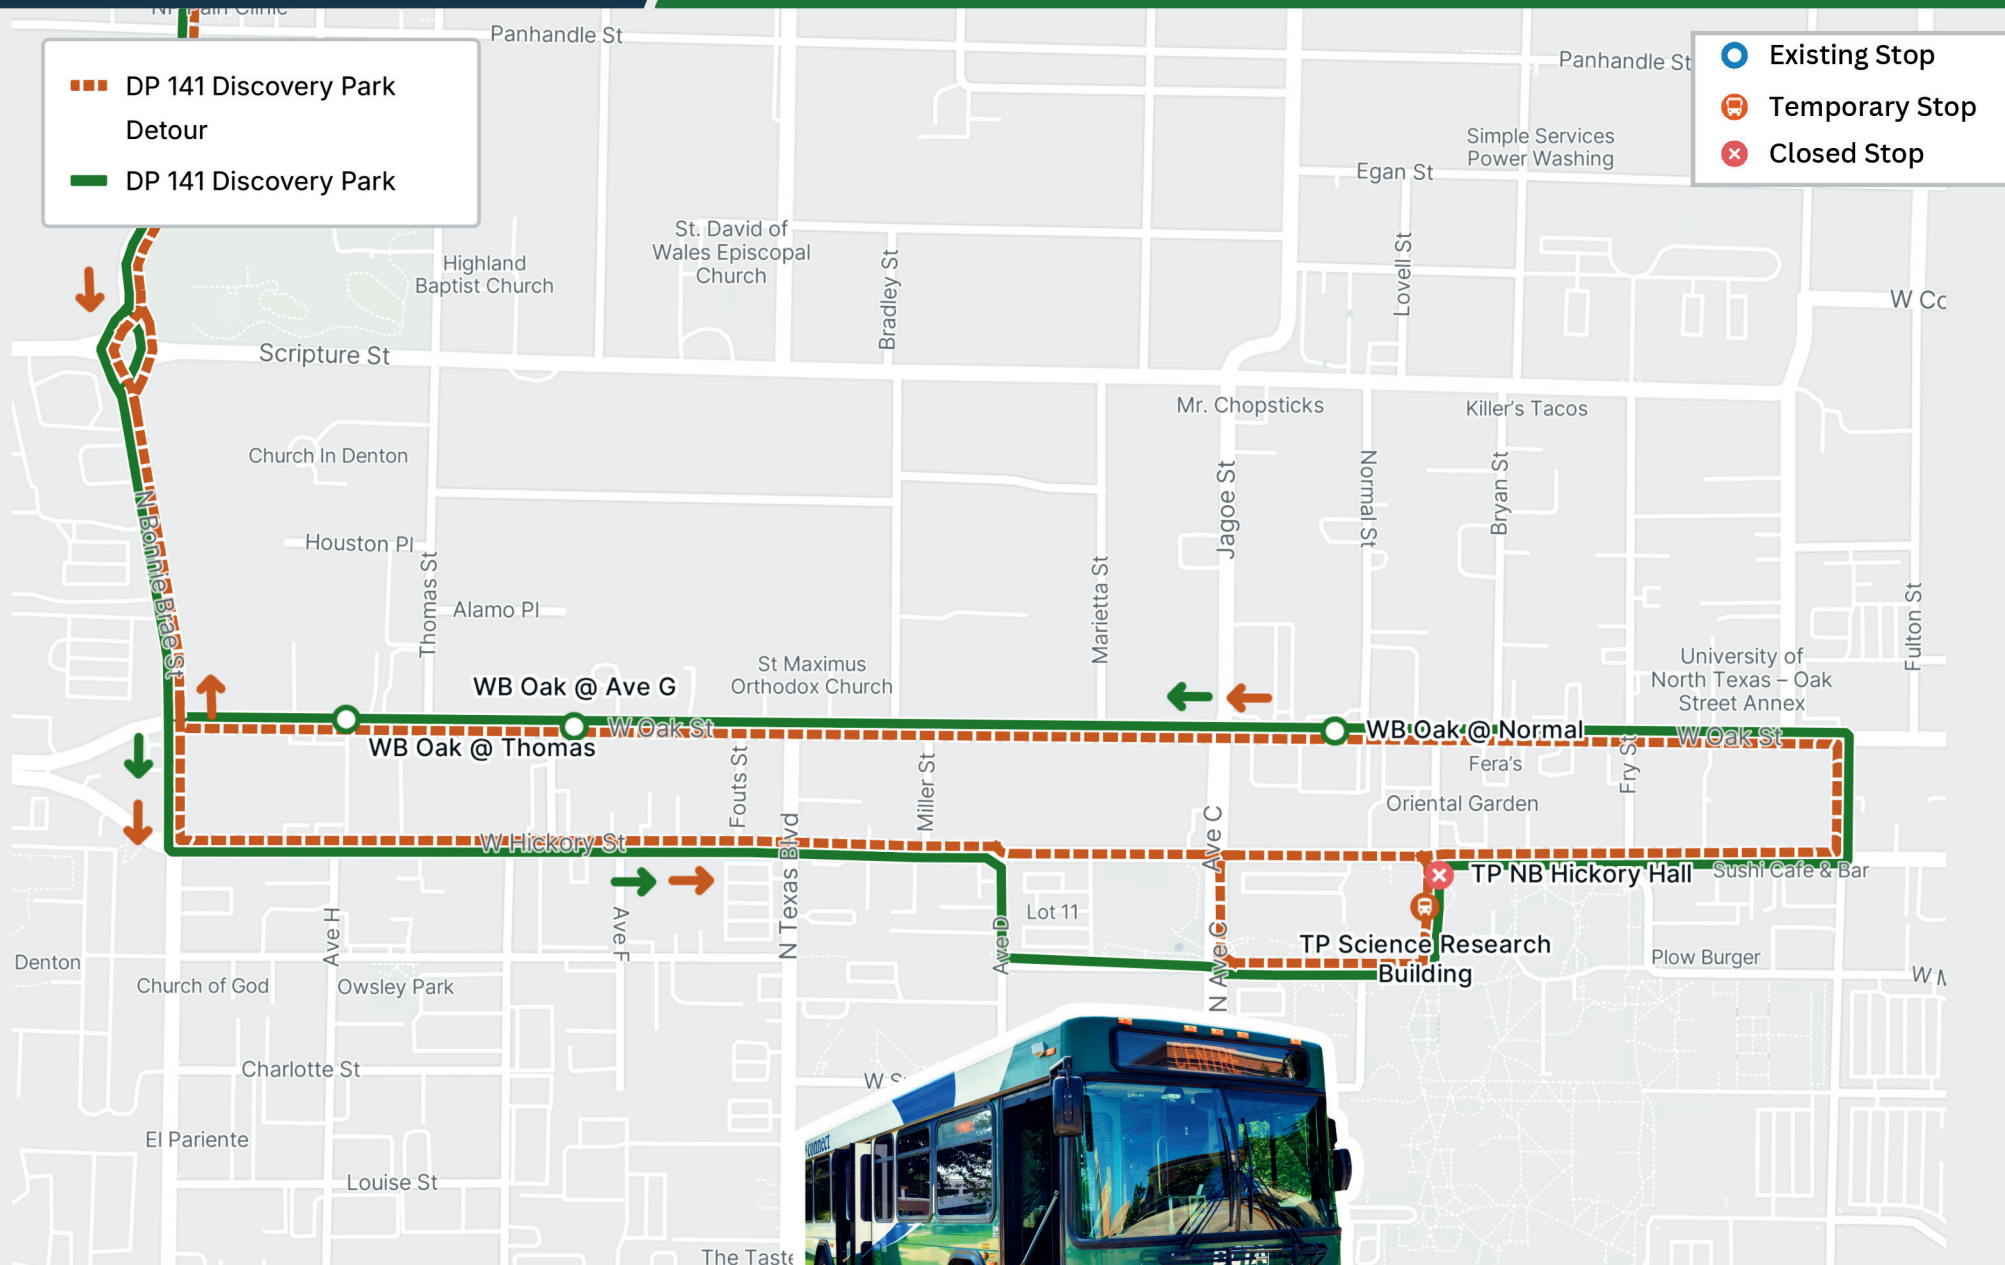 Panhandle St
Panhandle St
DP 141 Discovery Park
Detour
DP 141 Discovery Park
Existing Stop
Temporary Stop
Closed Stop
Simple Services
Power Washing
Egan St
St. David of
Wales Episcopal
Church
Highland
Baptist Church
Bradley St
Lovell St
W Co
Scripture St
Mr. Chopsticks
Killer's Tacos
Church In Denton
Jagoe St
Normal St
Bryan St
N Bonnie Brae St
Houston Pl
Thomas St
Alamo Pl
Marietta St
Fulton St
St Maximus
Orthodox Church
University of
North Texas – Oak
Street Annex
WB Oak @ Ave G
W Oak St
WB Oak @ Thomas
WB Oak @ Normal
W Oak St
Fera's
Fry St
Fouts St
Miller St
Oriental Garden
W Hickory St
N Texas Blvd
Ave C
TP NB Hickory Hall
Sushi Cafe & Bar
Ave H
Ave F
Ave D
Lot 11
N Ave C
TP Science Research
Building
Plow Burger
Denton
Church of God
Owsley Park
Charlotte St
El Pariente
Louise St
The Taste
connect